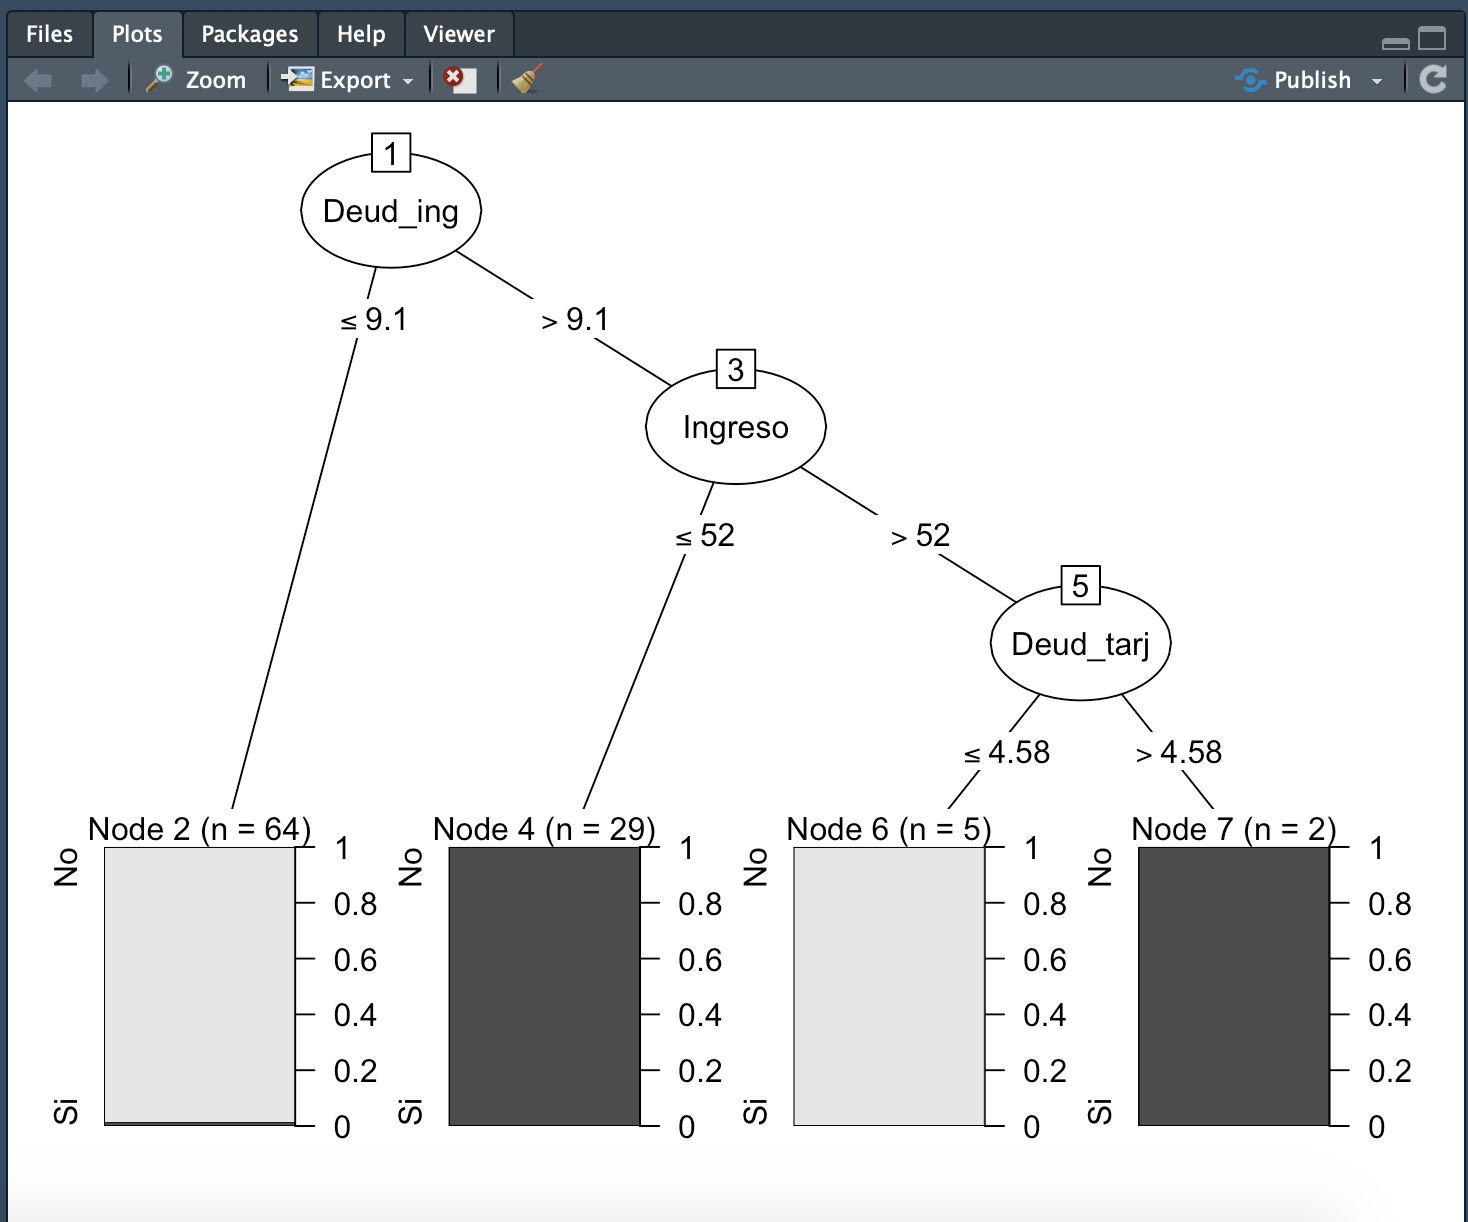 Files Plots Packages Help Viewer
Zoom Export Publish
1
Deud_ing
≤ 9.1 > 9.1
3
Ingreso
≤ 52 > 52
5
Deud_tarj
≤ 4.58 > 4.58
Node 2 (n = 64) Node 4 (n = 29) Node 6 (n = 5) Node 7 (n = 2)
No 1 No 1 No 1 No 1
0.8 0.8 0.8 0.8
0.6 0.6 0.6 0.6
0.4 0.4 0.4 0.4
0.2 0.2 0.2 0.2
Si 0 Si 0 Si 0 Si 0